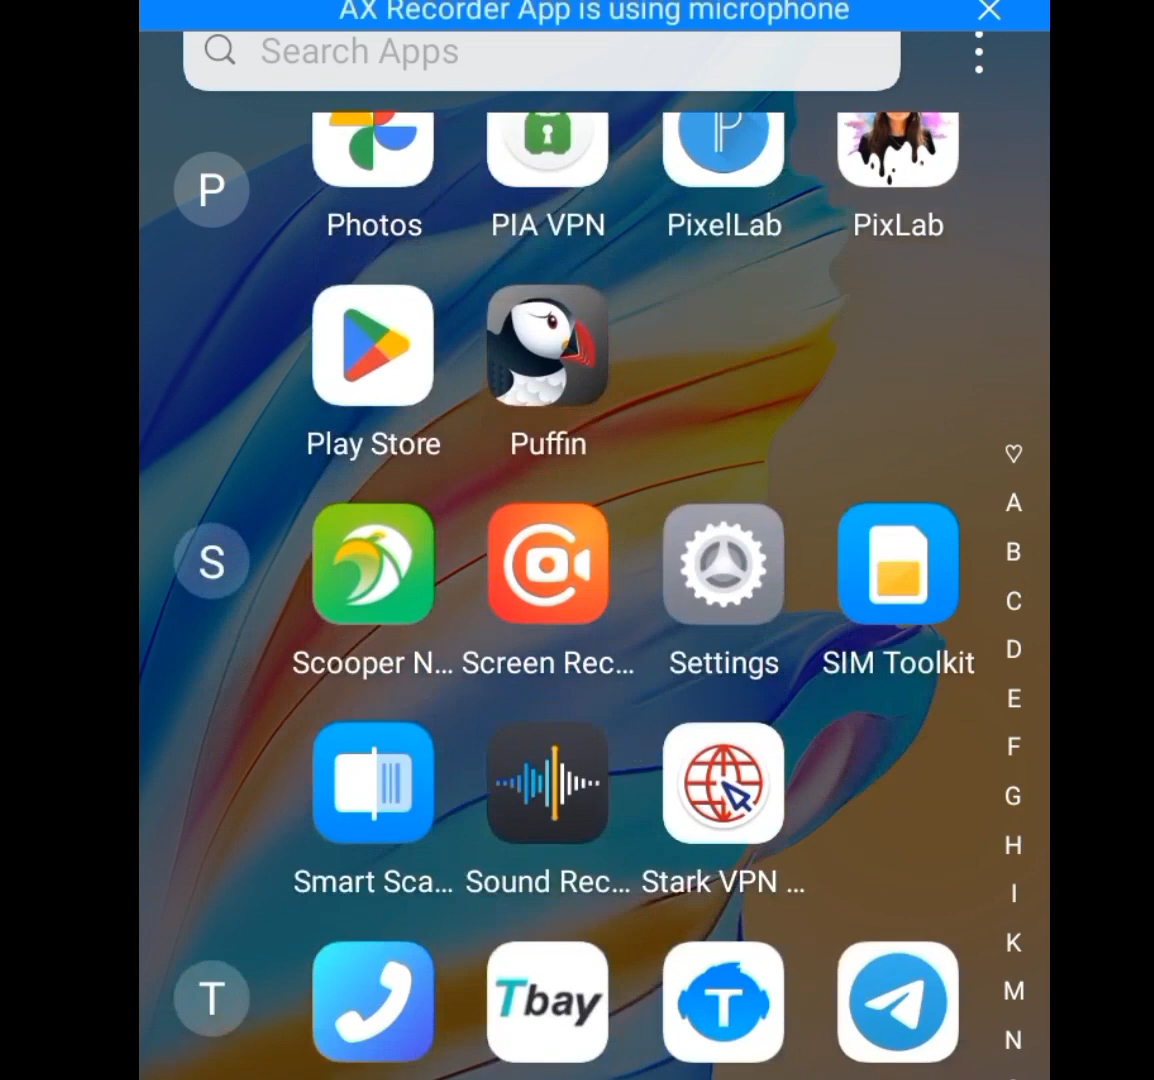 AX Recorder App is using microphone
Search Apps
P
Photos
PIA VPN
PixelLab
PixLab
Play Store
Puffin
S
Scooper N...
Screen Rec...
Settings
SIM Toolkit
Smart Sca...
Sound Rec...
Stark VPN ...
T
Tbay
T
♡
A
B
C
D
E
F
G
H
I
K
M
N